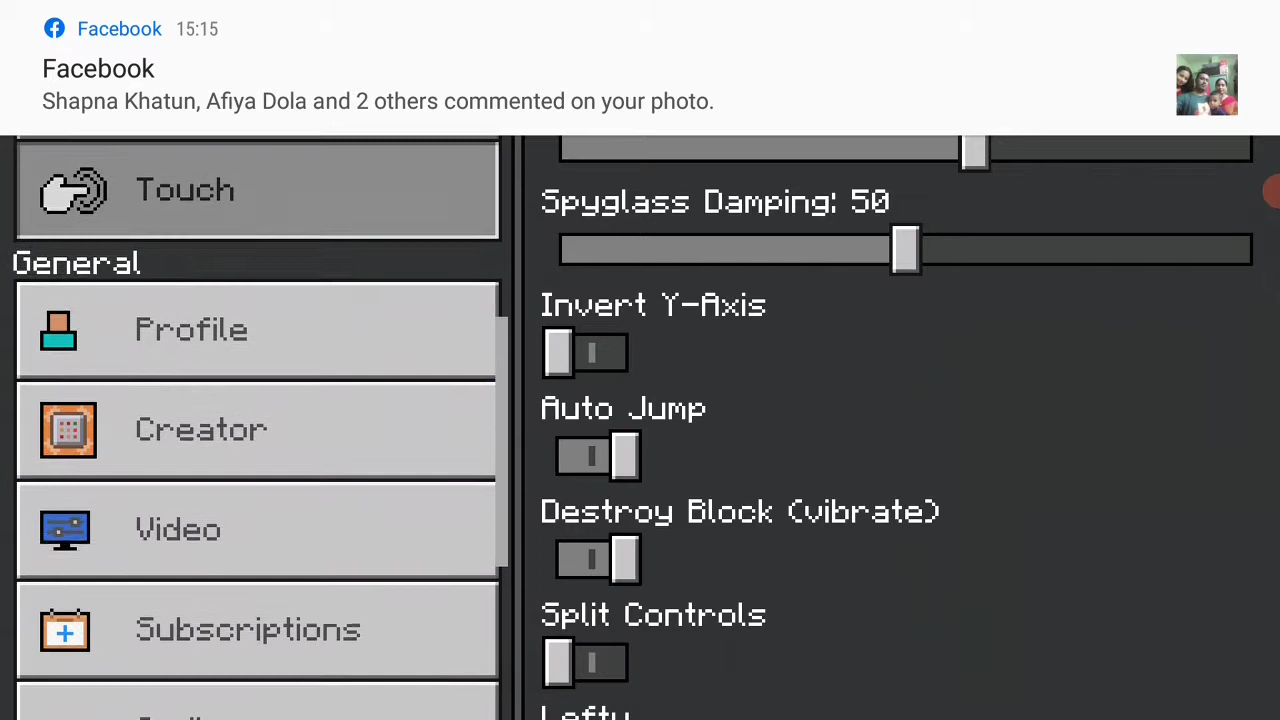 Facebook 15:15
Facebook
Shapna Khatun, Afiya Dola and 2 others commented on your photo.
Touch
General
Profile
Creator
Video
Subscriptions
Spyglass Damping: 50
Invert Y-Axis
Auto Jump
Destroy Block (vibrate)
Split Controls
Lefty